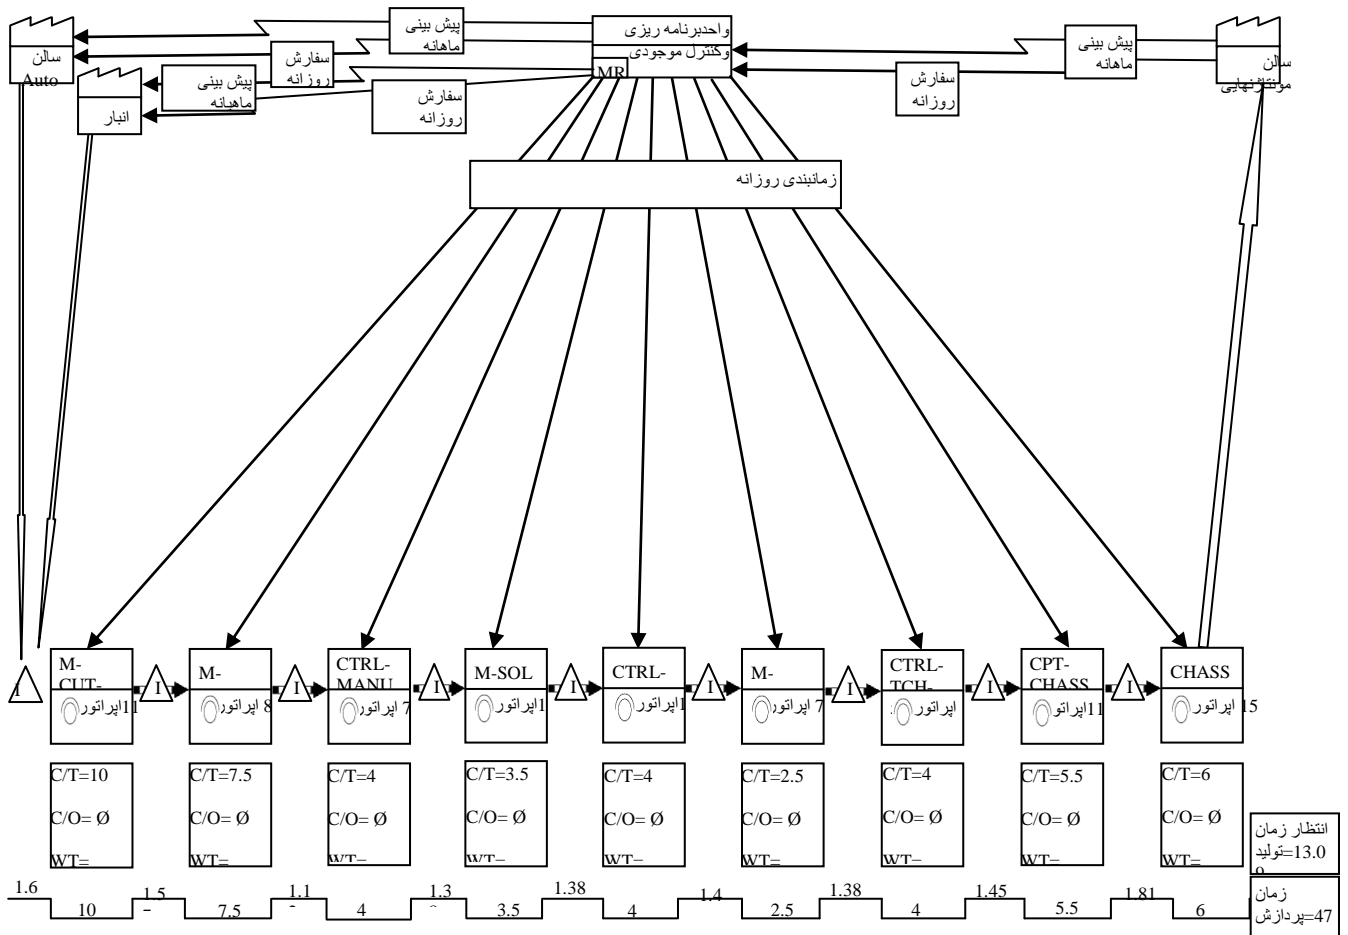 سالن
Auto
انبار
پیش بینی
ماهانه
سفارش
روزانه
پیش بینی
ماهیانه
سفارش
روزانه
واحدبرنامه ریزی
وکنترل موجودی
MR
پیش بینی
ماهانه
سفارش
روزانه
سالن
مونتاژنهایی
زمانبندی روزانه
I
M-
CUT-
11اپراتور
I
M-
8 اپراتور
I
CTRL-
MANU
7 اپراتور
I
M-SOL
1اپراتور
I
CTRL-
1اپراتور
I
M-
7 اپراتور
I
CTRL-
TCH-
اپراتور
I
CPT-
CHASS
11اپراتو
I
CHASS
15 اپراتور
C/T=10
C/O= Ø
WT=
C/T=7.5
C/O= Ø
WT=
C/T=4
C/O= Ø
WT=
C/T=3.5
C/O= Ø
WT=
C/T=4
C/O= Ø
WT=
C/T=2.5
C/O= Ø
WT=
C/T=4
C/O= Ø
WT=
C/T=5.5
C/O= Ø
WT=
C/T=6
C/O= Ø
WT=
انتظار زمان
تولید=13.0
1.6
10
1.5
7.5
1.1
4
1.3
3.5
1.38
4
1.4
2.5
1.38
4
1.45
5.5
1.81
6
زمان
پردازش=47